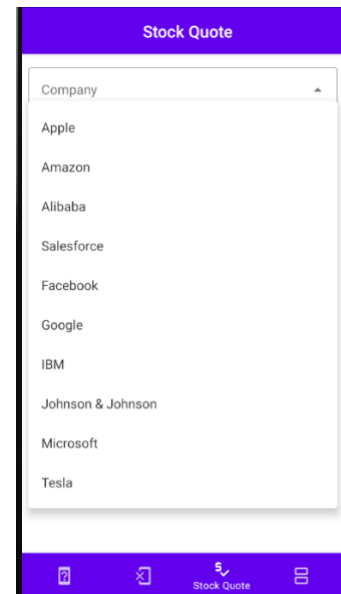 Stock Quote
Company
Apple
Amazon
Alibaba
Salesforce
Facebook
Google
IBM
Johnson & Johnson
Microsoft
Tesla
Stock Quote